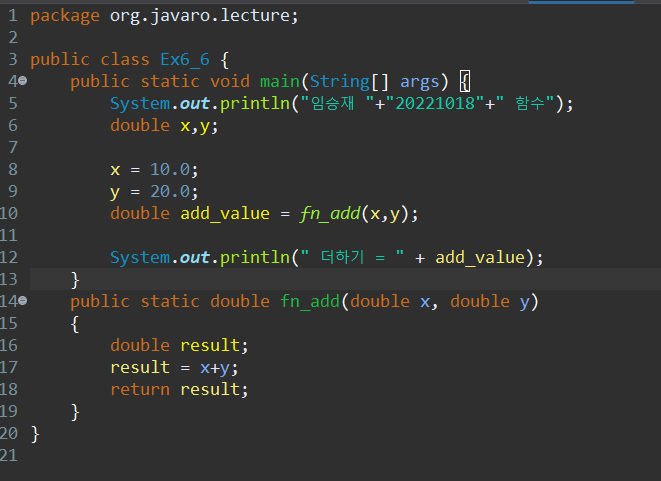 1 package org.javaro.lecture;
2
3 public class Ex6_6 {
4 public static void main(String[] args) {
5 System.out.println("임승재 "+"20221018"+" 함수");
6 double x,y;
7
8 x = 10.0;
9 y = 20.0;
10 double add_value = fn_add(x,y);
11
12 System.out.println(" 더하기 = " + add_value);
13 }
14 public static double fn_add(double x, double y)
15 {
16 double result;
17 result = x+y;
18 return result;
19 }
20 }
21